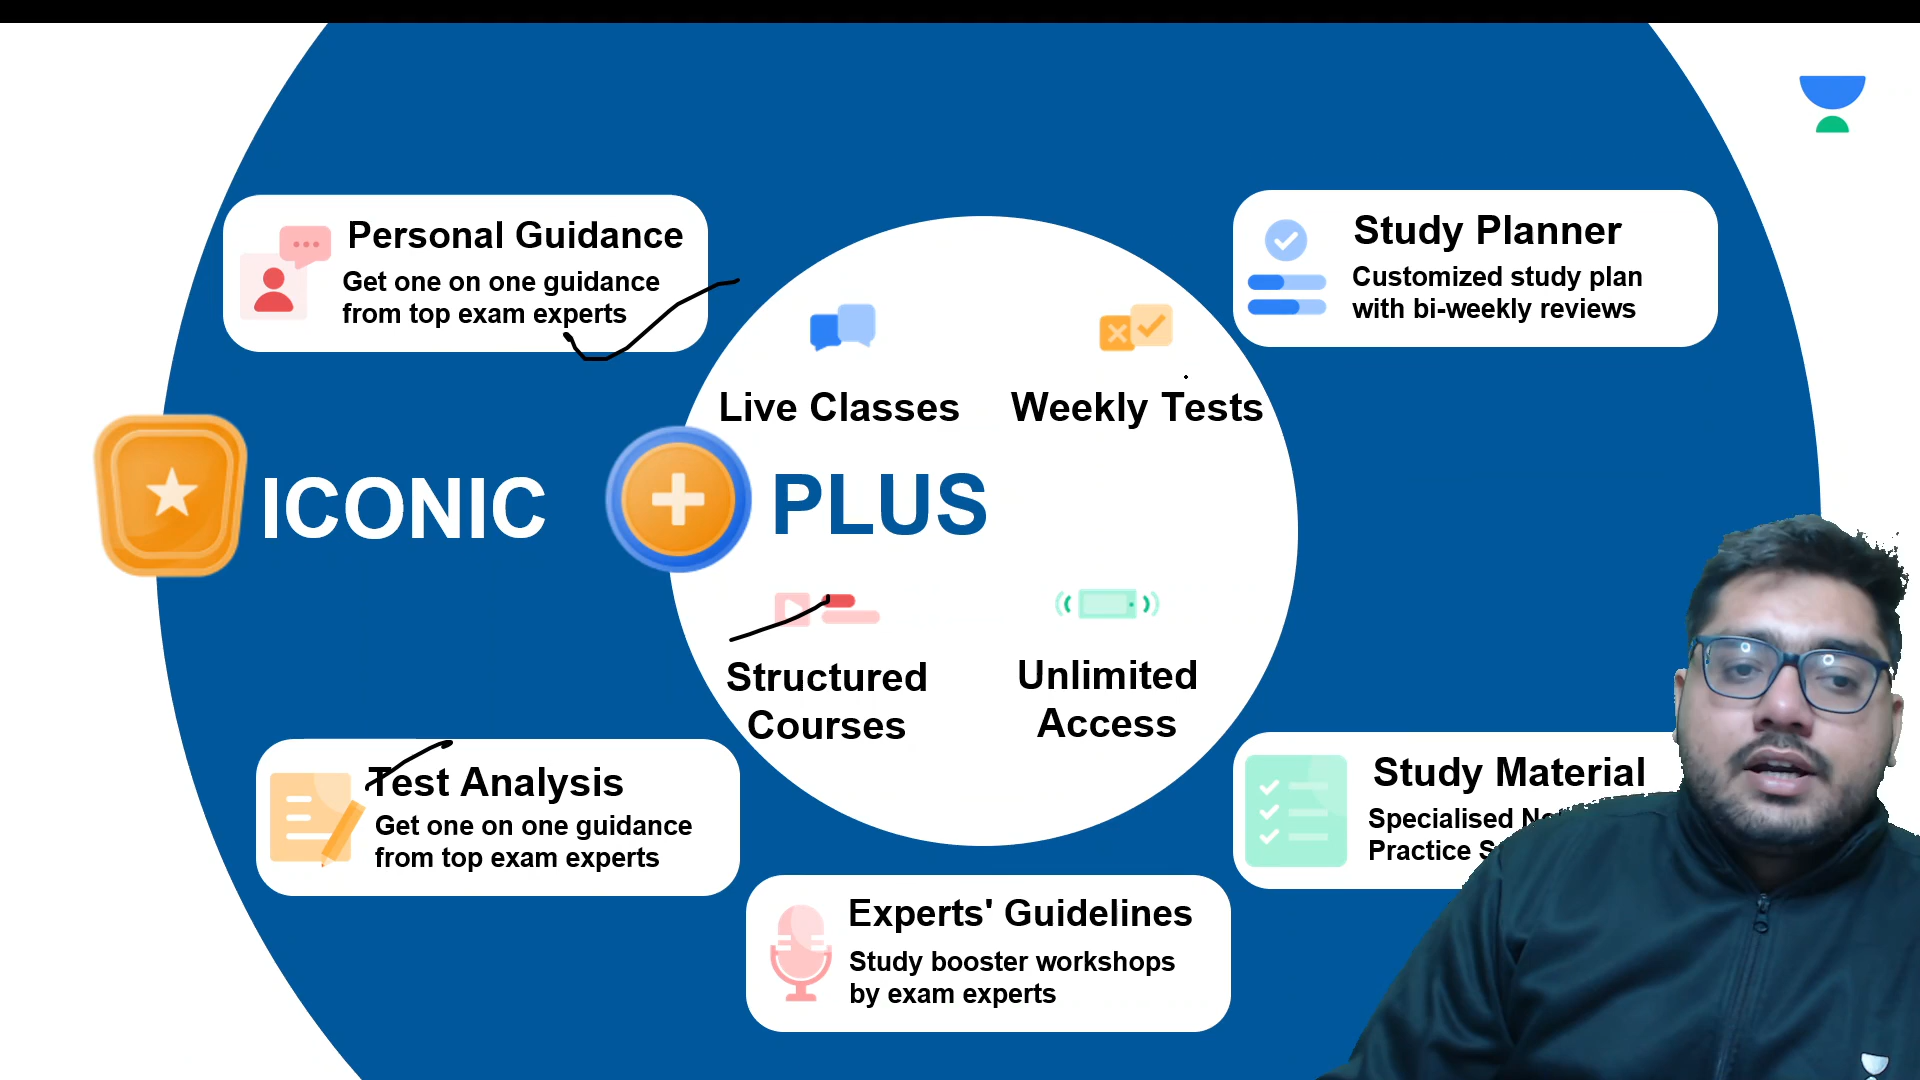 Personal Guidance
Get one on one guidance
from top exam experts
Study Planner
Customized study plan
with bi-weekly reviews
Live Classes
Weekly Tests
ICONIC
PLUS
Structured
Courses
Unlimited
Access
Test Analysis
Get one on one guidance
from top exam experts
Study Material
Specialised
Practice
Experts' Guidelines
Study booster workshops
by exam experts